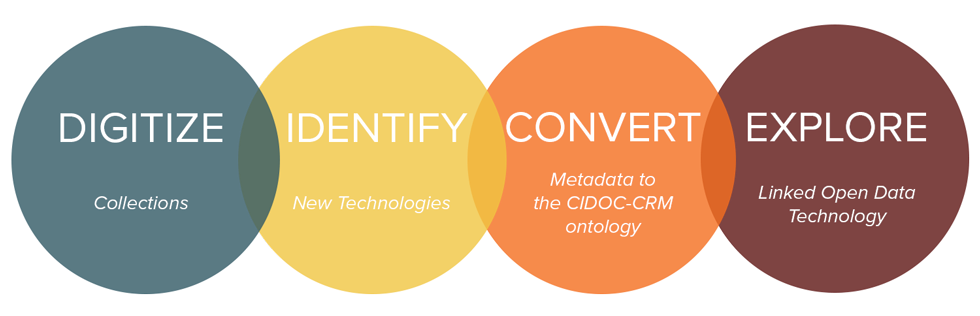 DIGITIZE
Collections
IDENTIFY
New Technologies
CONVERT
Metadata to
the CIDOC-CRM
ontology
EXPLORE
Linked Open Data
Technology